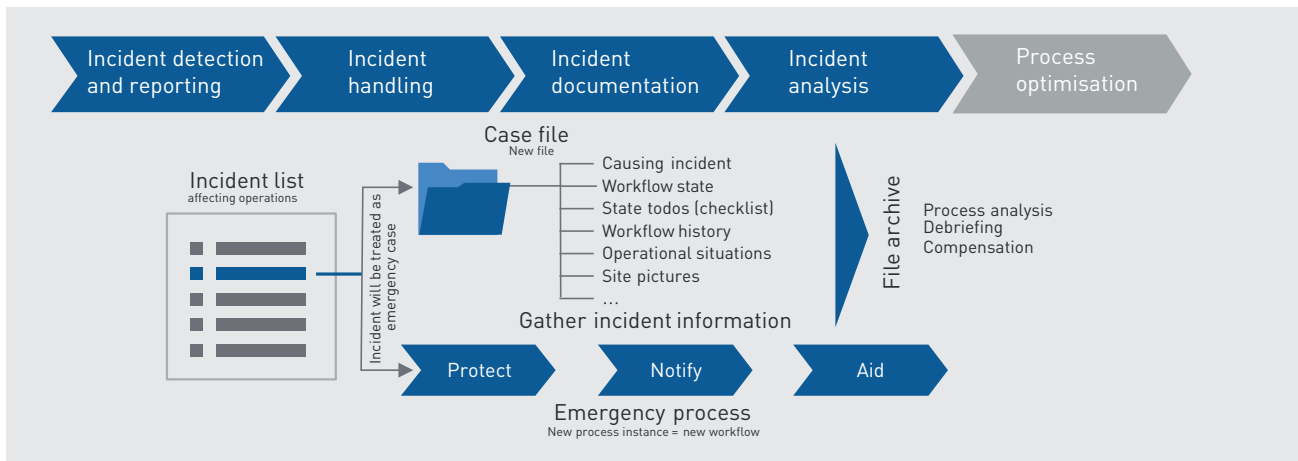 Incident detection
and reporting
Incident
handling
Incident
documentation
Incident
analysis
Process
optimisation
Case file
New file
Causing incident
Workflow state
State todos (checklist)
Workflow history
Operational situations
Site pictures
...
Gather incident information
Incident list
affecting operations
Incident will be treated as
emergency case
File archive
Process analysis
Debriefing
Compensation
Protect
Notify
Aid
Emergency process
New process instance = new workflow